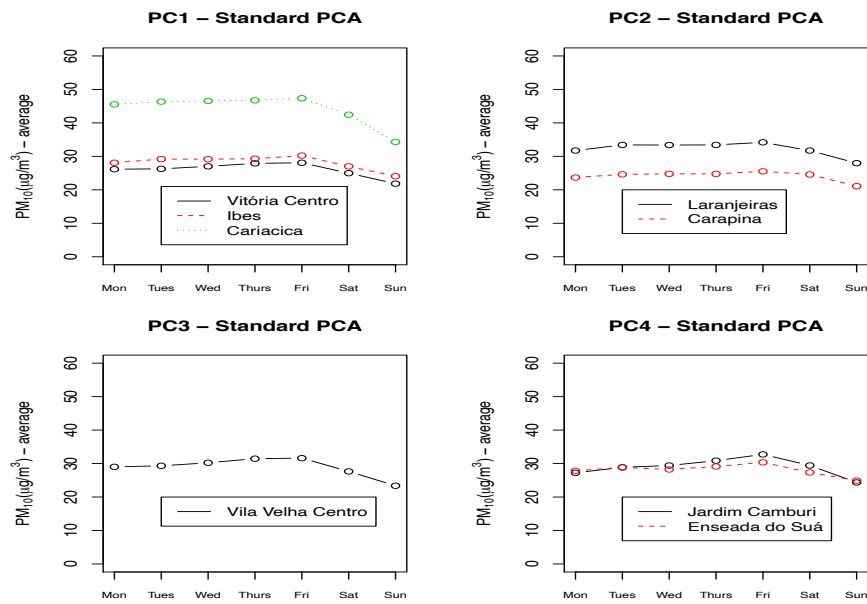 PC1 – Standard PCA
PM10(ug/m³) – average
60
50
40
30
20
10
0
Vitória Centro
Ibes
Cariacica
Mon Tues Wed Thurs Fri Sat Sun
PC2 – Standard PCA
PM10(ug/m³) – average
60
50
40
30
20
10
0
Laranjeiras
Carapina
Mon Tues Wed Thurs Fri Sat Sun
PC3 – Standard PCA
PM10(ug/m³) – average
60
50
40
30
20
10
0
Vila Velha Centro
Mon Tues Wed Thurs Fri Sat Sun
PC4 – Standard PCA
PM10(ug/m³) – average
60
50
40
30
20
10
0
Jardim Camburi
Enseada do Suá
Mon Tues Wed Thurs Fri Sat Sun